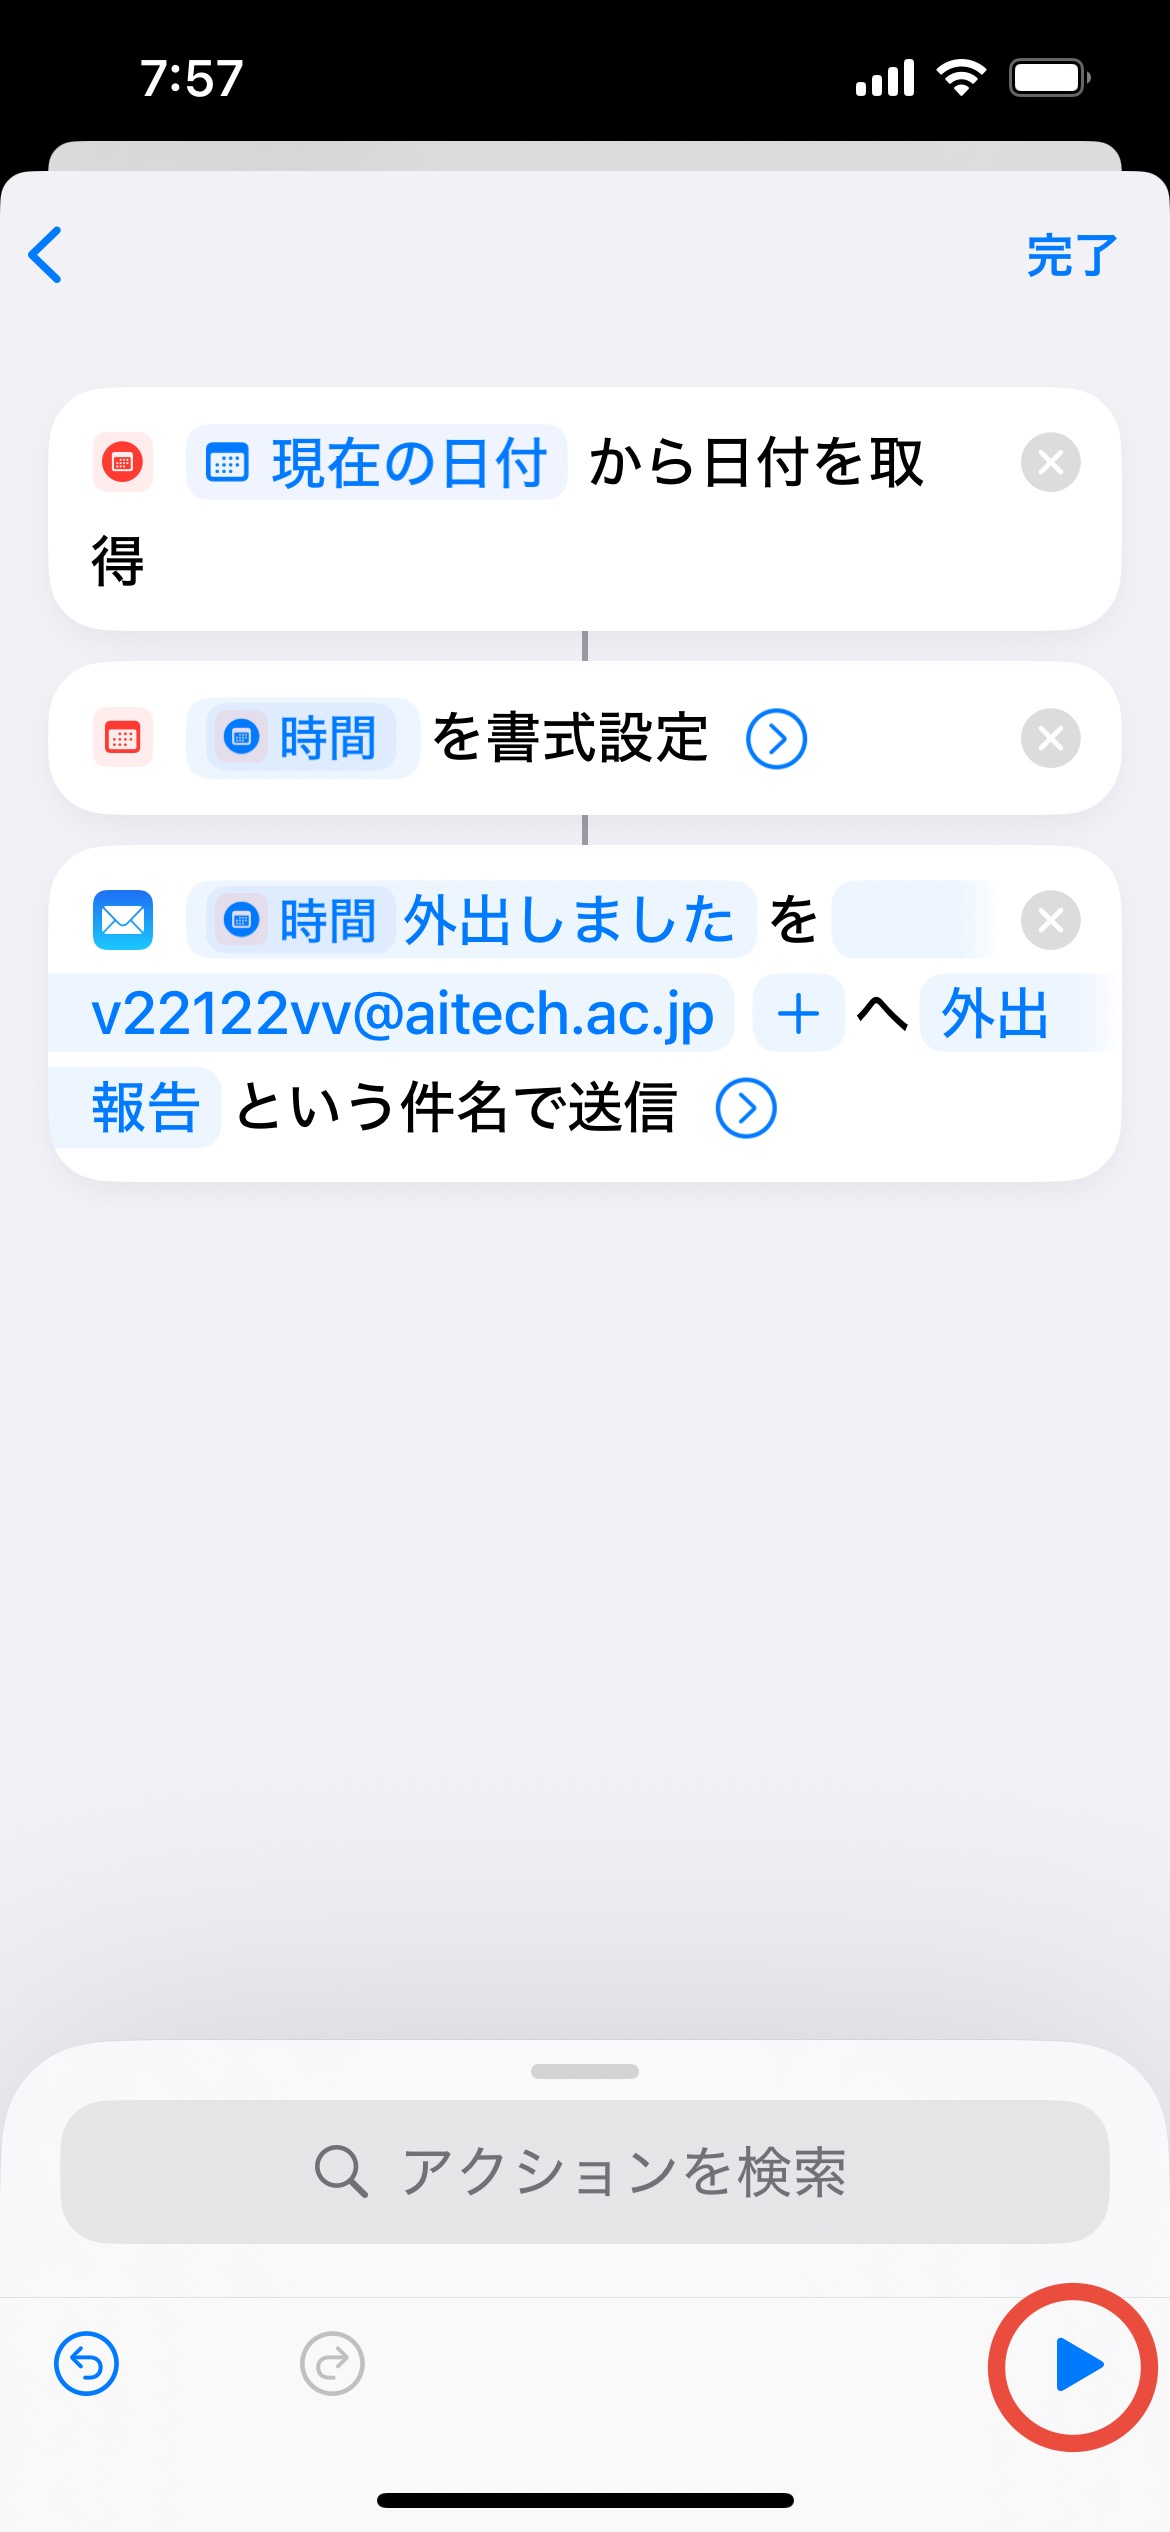 7:57
完了
現在の日付 から日付を取
得
時間 を書式設定
時間 外出しました を
v22122vv@aitech.ac.jp + へ 外出
報告 という件名で送信
アクションを検索